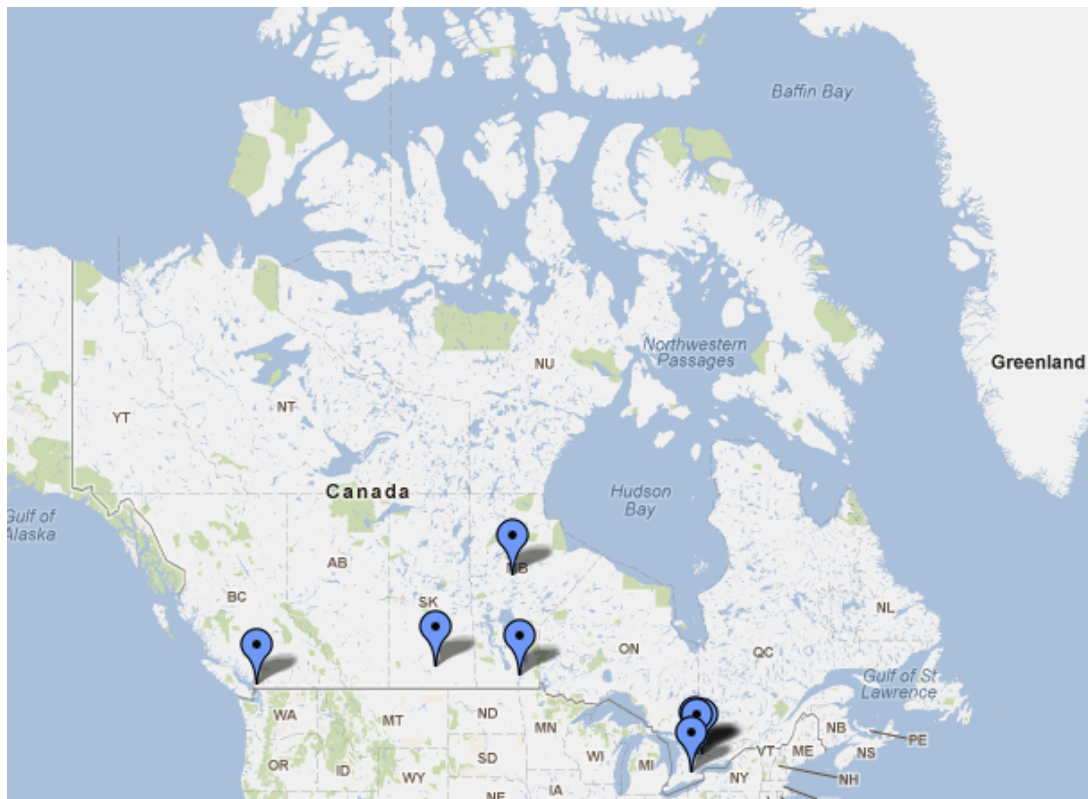 Baffin Bay
Northwestern
Passages
Greenland
NU
NT
YT
Canada
Hudson
Bay
Gulf of
Alaska
AB
BC
SK
NL
ON
QC
Gulf of St
Lawrence
WA
MT
ND
MN
NB
PE
VT
ME
NS
OR
ID
WY
SD
WI
MI
NY
NH
NE
IA